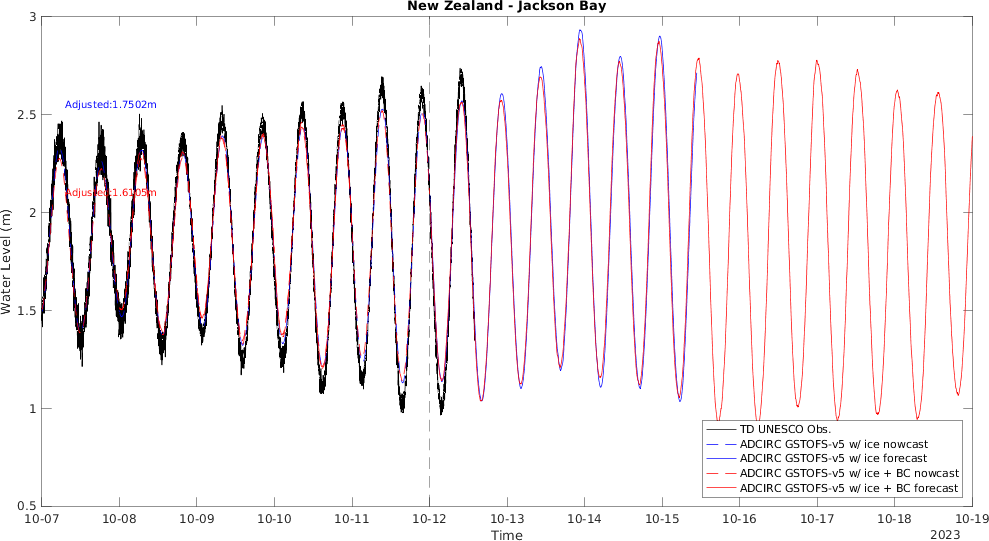 New Zealand - Jackson Bay
3
2.5
2
1.5
1
0.5
Water Level (m)
Adjusted:1.7502m
Adjusted:1.6105m
TD UNESCO Obs.
ADCIRC GSTOFS-v5 w/ ice nowcast
ADCIRC GSTOFS-v5 w/ ice forecast
ADCIRC GSTOFS-v5 w/ ice + BC nowcast
ADCIRC GSTOFS-v5 w/ ice + BC forecast
10-07 10-08 10-09 10-10 10-11 10-12 10-13 10-14 10-15 10-16 10-17 10-18 10-19
Time
2023